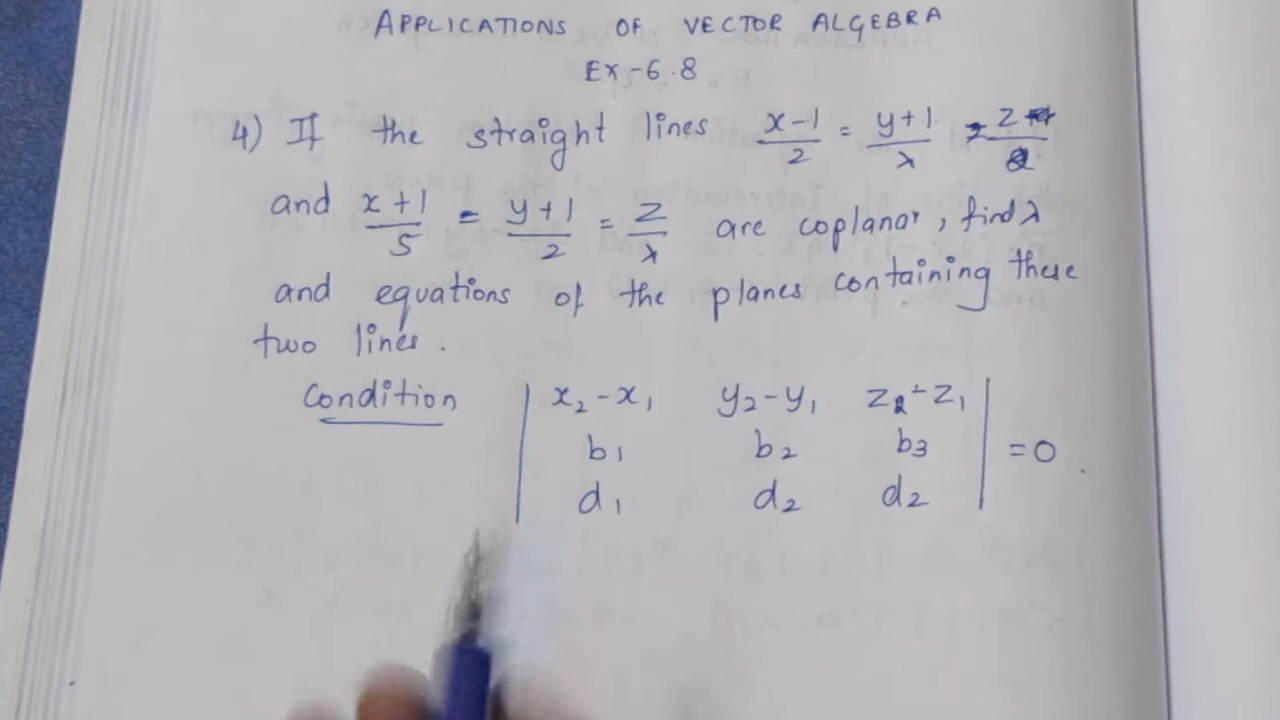 APPLICATIONS OF VECTOR ALGEBRA
Ex-6.8
4) If the straight lines x-1/2 = y+1/λ = z
and x+1/5 = y+1/2 = z/λ are coplanar, find λ
and equations of the planes containing these
two lines.
Condition | x₂-x₁ y₂-y₁ z₂-z₁ |
| b₁ b₂ b₃ | =0.
| d₁ d₂ d₂ |